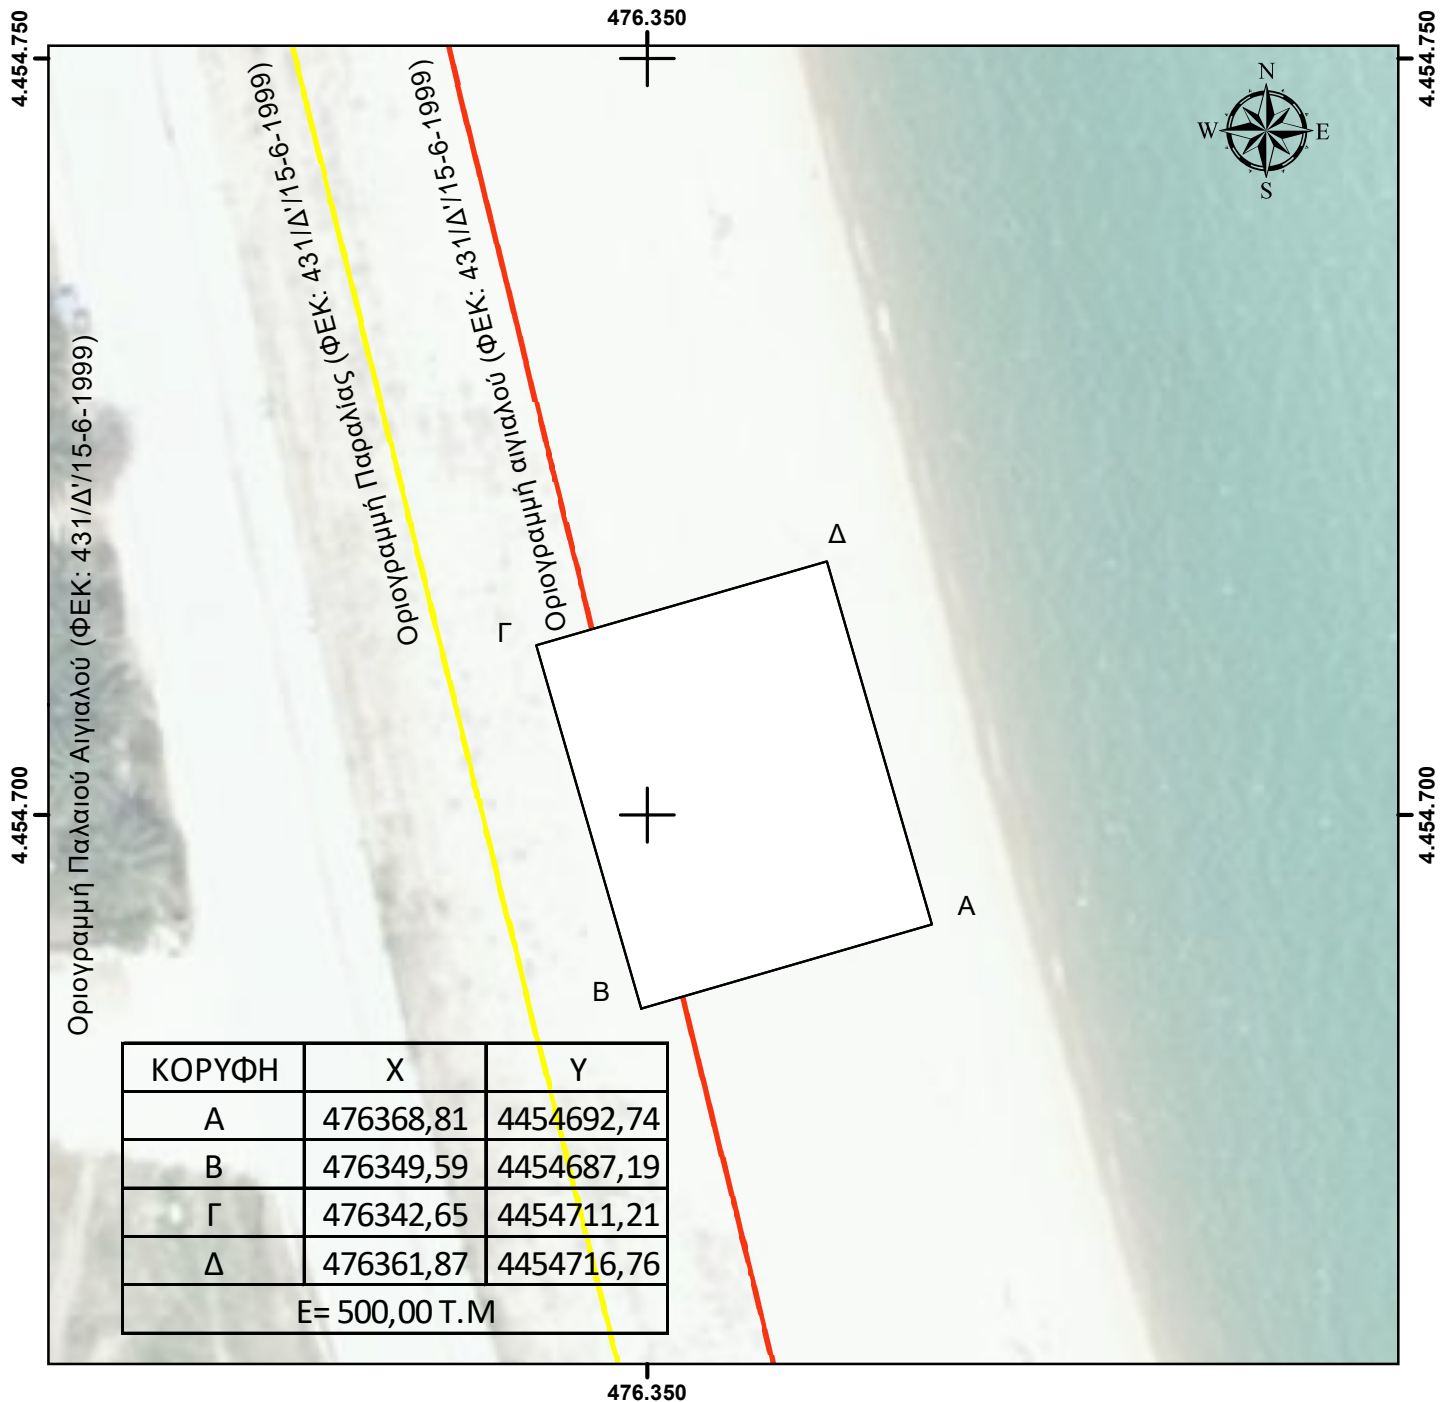 476.350
4.454.750
4.454.750
N
W
E
S
Οριογραμμή Παραλίας (ΦΕΚ: 431/Δ'/15-6-1999)
Οριογραμμή αιγιαλού (ΦΕΚ: 431/Δ'/15-6-1999)
Οριογραμμή Παλαιού Αιγιαλού (ΦΕΚ: 431/Δ'/15-6-1999)
Δ
Γ
4.454.700
4.454.700
Α
Β
ΚΟΡΥΦΗ X Y
Α 476368,81 4454692,74
Β 476349,59 4454687,19
Γ 476342,65 4454711,21
Δ 476361,87 4454716,76
Ε= 500,00 Τ.Μ
476.350